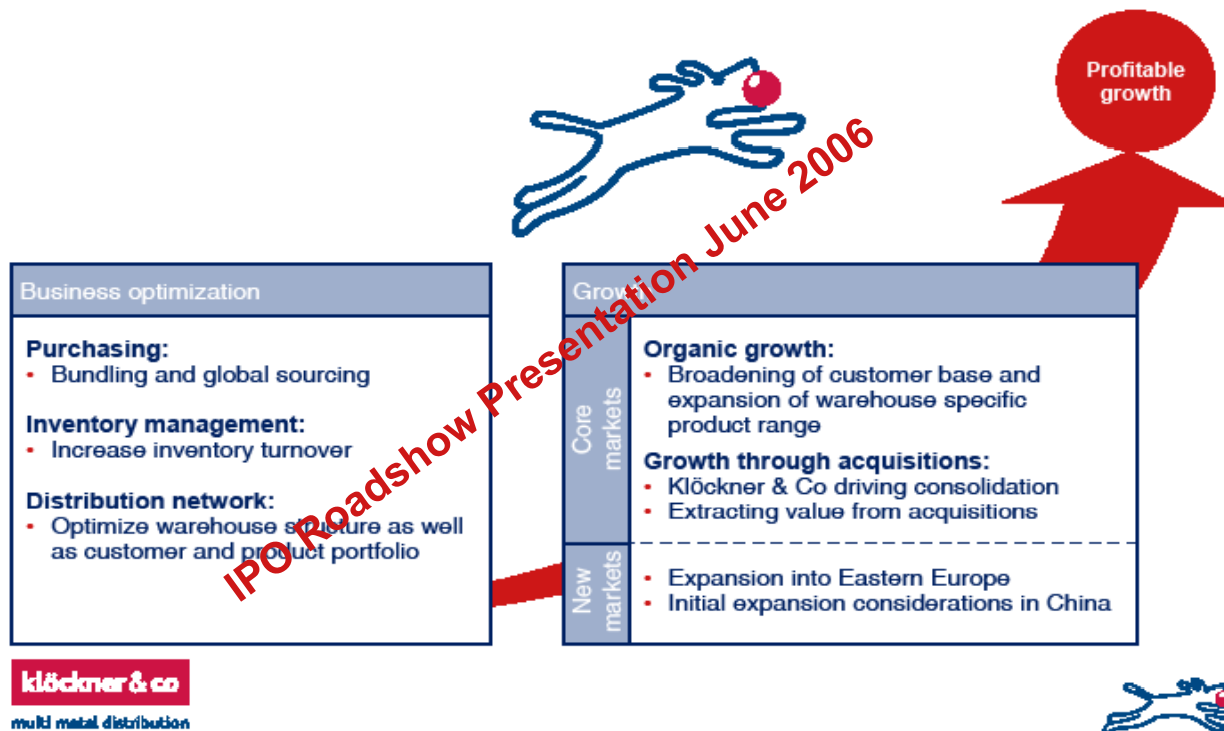 Profitable
growth
IPO Roadshow Presentation June 2006
Business optimization
Purchasing:
• Bundling and global sourcing
Inventory management:
• Increase inventory turnover
Distribution network:
• Optimize warehouse structure as well
as customer and product portfolio
Growth
Core
markets
Organic growth:
• Broadening of customer base and
expansion of warehouse specific
product range
Growth through acquisitions:
• Klöckner & Co driving consolidation
• Extracting value from acquisitions
New
markets
• Expansion into Eastern Europe
• Initial expansion considerations in China
klöckner & co
multi metal distribution